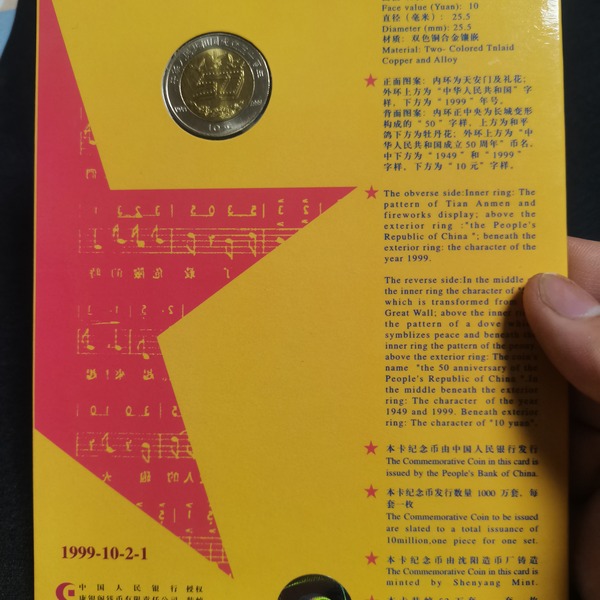 Face value (Yuan): 10
直径(毫米): 25.5
Diameter (mm): 25.5
材质: 双色铜合金镶嵌
Material: Two- Colored Tnlaid
Copper and Alloy
正面图案: 内环为天安门及礼花;
外环上方为“中华人民共和国”字
样, 下方为“1999”年号。
背面图案: 内环正中央为长城变形
构成的“50”字样, 上方为和平
鸽下方为牡丹花; 外环上方为“中
华人民共和国成立50周年”币名,
中下方为“1949”和“1999”
字样, 下方为“10元”字样。
The obverse side:Inner ring: The
pattern of Tian Anmen and
fireworks display; above the
exterior ring :"the People's
Republic of China "; beneath the
exterior ring: the character of the
year 1999.
The reverse side:In the middle
the inner ring the character of
which is transformed from
Great Wall; above the inner
the pattern of a dove
symblizes peace and beneath
inner ring the pattern of the
above the exterior ring: The
name "the 50 anniversary of the
People's Republic of China ".In
the middle beneath the exterior
ring: The character of the year
1949 and 1999. Beneath exterior
ring: The character of "10 yuan".
本卡纪念币由中国人民银行发行
The Commemorative Coin in this card is
issued by the People's Bank of China.
本卡纪念币发行数量 1000 万套, 每
套一枚
The Commemorative Coin to be issued
are slated to a total issuance of
10million,one piece for one set.
本卡纪念币由沈阳造币厂铸造
The Commemorative Coin in this card is
minted by Shenyang Mint.
1999-10-2-1
中国人民银行授权